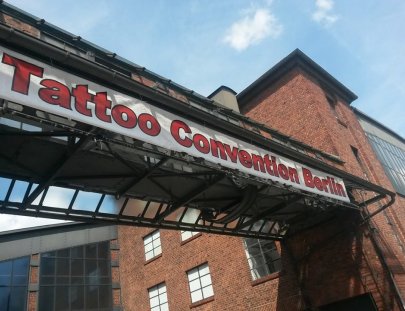 Tattoo Convention Berlin